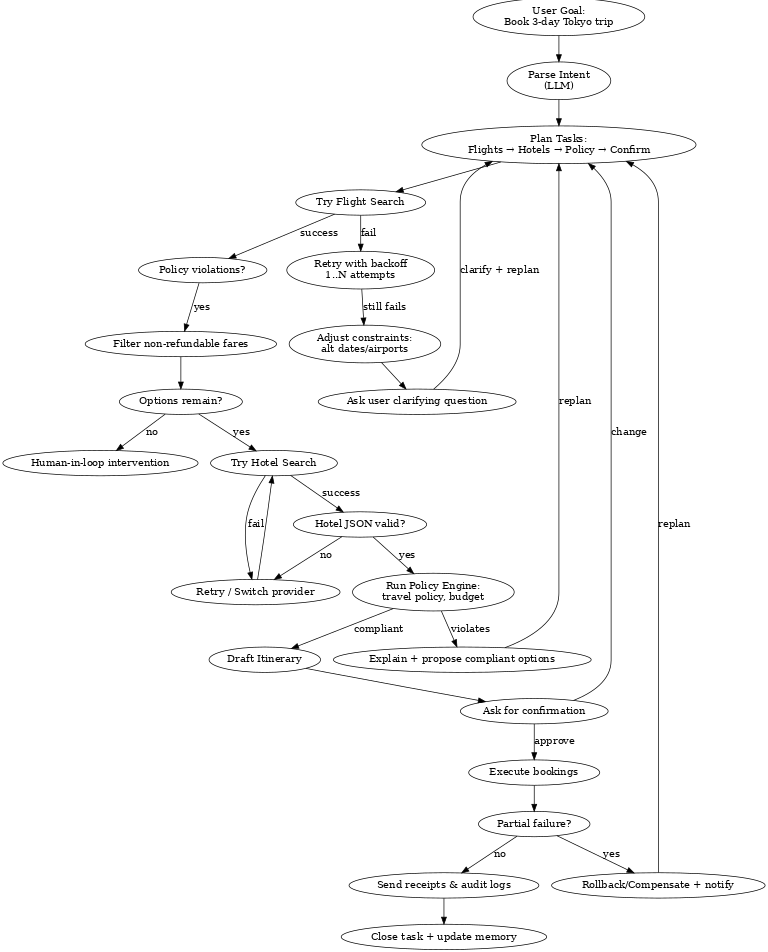 User Goal:
Book 3-day Tokyo trip
Parse Intent
(LLM)
Plan Tasks:
Flights → Hotels → Policy → Confirm
Try Flight Search
success
fail
Policy violations?
Retry with backoff
1..N attempts
clarify + replan
yes
still fails
Filter non-refundable fares
Adjust constraints:
alt dates/airports
Options remain?
Ask user clarifying question
replan
no
yes
change
Human-in-loop intervention
Try Hotel Search
success
fail
Hotel JSON valid?
replan
no
yes
Retry / Switch provider
Run Policy Engine:
travel policy, budget
compliant
violates
Draft Itinerary
Explain + propose compliant options
Ask for confirmation
approve
Execute bookings
Partial failure?
no
yes
Send receipts & audit logs
Rollback/Compensate + notify
Close task + update memory